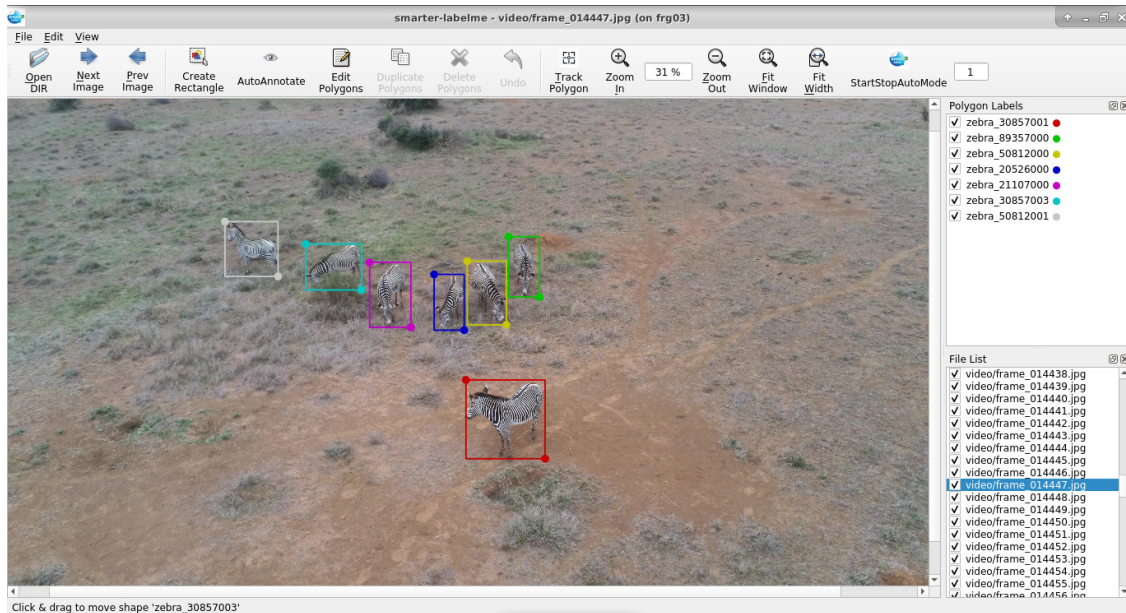 smarter-labelme - video/frame_014447.jpg (on frg03)
File Edit View
Open DIR
Next Image
Prev Image
Create Rectangle
AutoAnnotate
Edit Polygons
Duplicate Polygons
Delete Polygons
Undo
Track Polygon
Zoom In
31 %
Zoom Out
Fit Window
Fit Width
StartStopAutoMode
1
Polygon Labels
zebra_30857001
zebra_89357000
zebra_50812000
zebra_20526000
zebra_21107000
zebra_30857003
zebra_50812001
File List
video/frame_014438.jpg
video/frame_014439.jpg
video/frame_014440.jpg
video/frame_014441.jpg
video/frame_014442.jpg
video/frame_014443.jpg
video/frame_014444.jpg
video/frame_014445.jpg
video/frame_014446.jpg
video/frame_014447.jpg
video/frame_014448.jpg
video/frame_014449.jpg
video/frame_014450.jpg
video/frame_014451.jpg
video/frame_014452.jpg
video/frame_014453.jpg
video/frame_014454.jpg
video/frame_014455.jpg
video/frame_014456.jpg
Click & drag to move shape 'zebra_30857003'